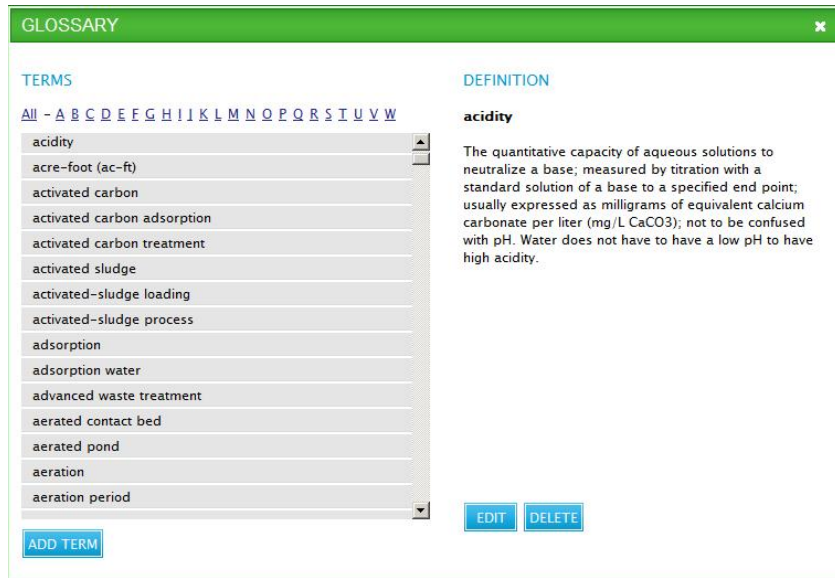 GLOSSARY
TERMS
All - A B C D E F G H I J K L M N O P Q R S T U V W
acidity
acre-foot (ac-ft)
activated carbon
activated carbon adsorption
activated carbon treatment
activated sludge
activated-sludge loading
activated-sludge process
adsorption
adsorption water
advanced waste treatment
aerated contact bed
aerated pond
aeration
aeration period
ADD TERM
DEFINITION
acidity
The quantitative capacity of aqueous solutions to
neutralize a base; measured by titration with a
standard solution of a base to a specified end point;
usually expressed as milligrams of equivalent calcium
carbonate per liter (mg/L CaCO3); not to be confused
with pH. Water does not have to have a low pH to have
high acidity.
EDIT DELETE